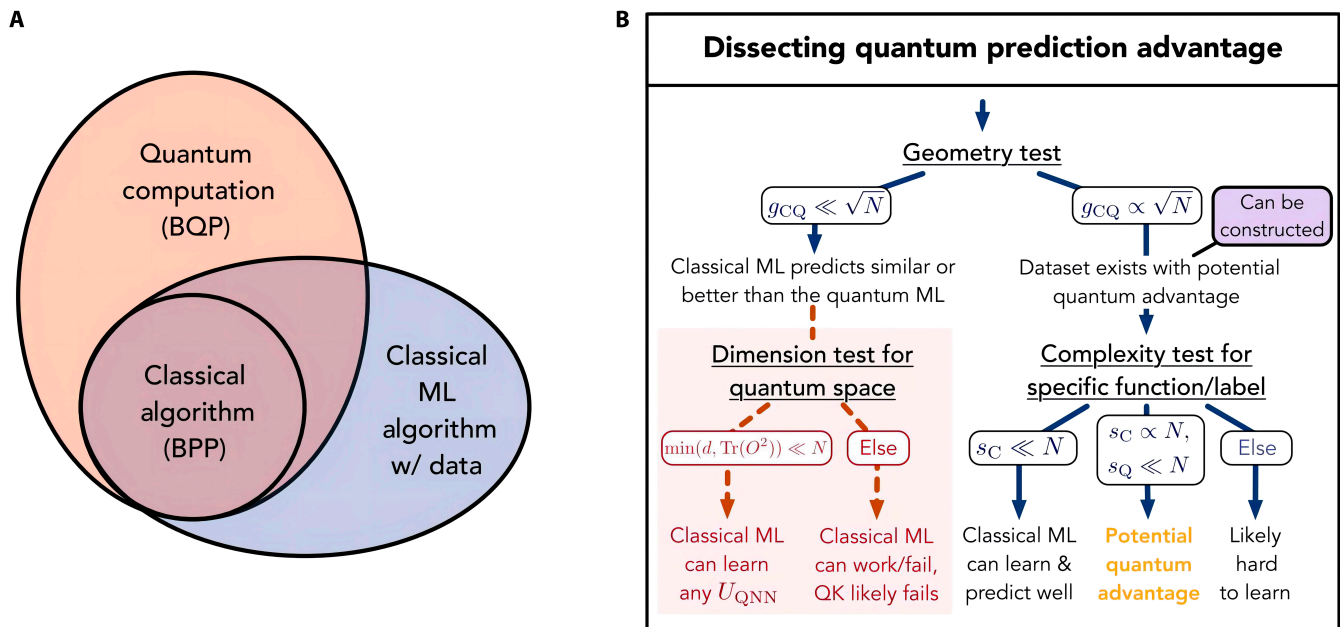 A
Quantum
computation
(BQP)
Classical
algorithm
(BPP)
Classical
ML
algorithm
w/ data
B
Dissecting quantum prediction advantage
Geometry test
g_CQ ≪ √N
g_CQ ∝ √N
Can be
constructed
Classical ML predicts similar or
better than the quantum ML
Dataset exists with potential
quantum advantage
Dimension test for
quantum space
min(d, Tr(O²)) ≪ N
Else
Classical ML
can learn
any U_QNN
Classical ML
can work/fail,
QK likely fails
Complexity test for
specific function/label
s_C ≪ N
s_C ∝ N,
s_Q ≪ N
Else
Classical ML
can learn &
predict well
Potential
quantum
advantage
Likely
hard
to learn